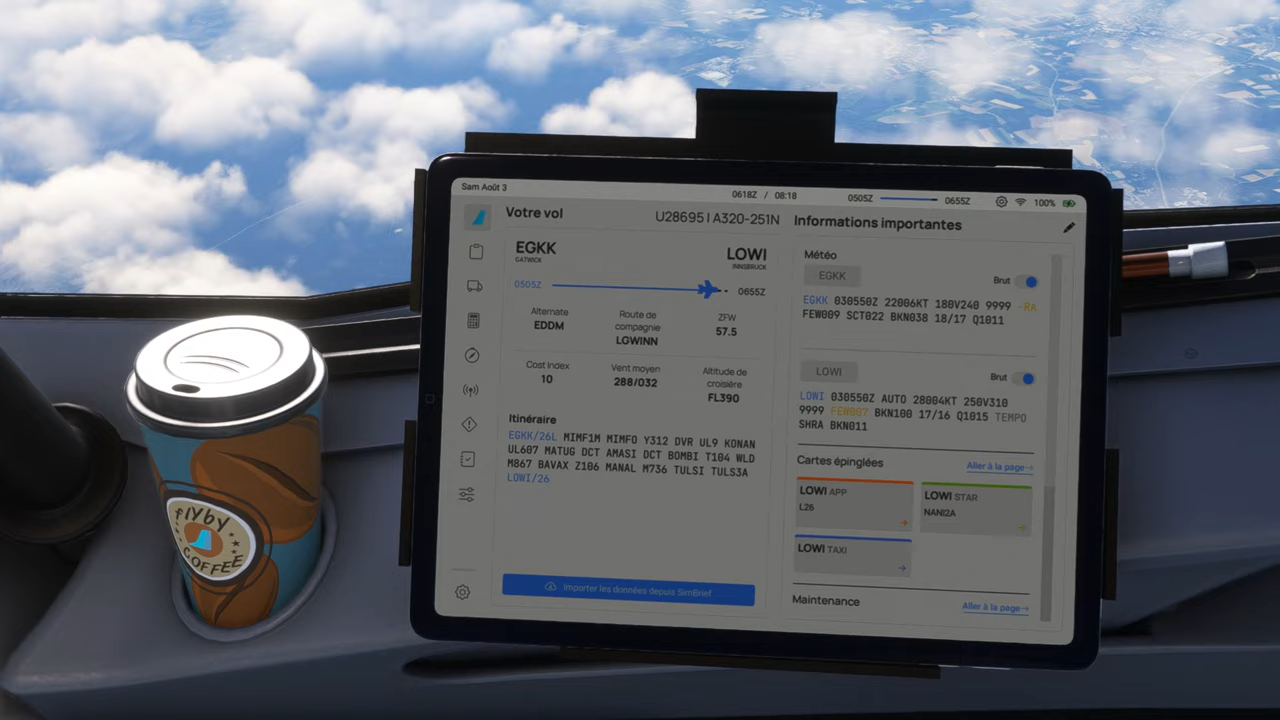 Sam Août 3
0618Z / 08:18
0505Z 0655Z
100%
Votre vol
U28695 | A320-251N
EGKK
GATWICK
LOWI
INNSBRUCK
0505Z
0655Z
Alternate
EDDM
Route de
compagnie
LGWINN
ZFW
57.5
Cost Index
10
Vent moyen
288/032
Altitude de
croisière
FL390
Itinéraire
EGKK/26L MIMF1M MIMFO Y312 DVR UL9 KONAN
UL607 MATUG DCT AMASI DCT BOMBI T104 WLD
M867 BAVAX Z106 MANAL M736 TULSI TULS3A
LOWI/26
Importer les données depuis SimBrief
Informations importantes
Météo
EGKK
Brut
EGKK 030550Z 22006KT 180V240 9999 -RA
FEW009 SCT022 BKN038 18/17 Q1011
LOWI
Brut
LOWI 030550Z AUTO 28004KT 250V310
9999 FEW007 BKN100 17/16 Q1015 TEMPO
SHRA BKN011
Cartes épinglées
Aller à la page
LOWI APP
L26
LOWI STAR
NANI2A
LOWI TAXI
Maintenance
Aller à la page
flyby
COFFEE